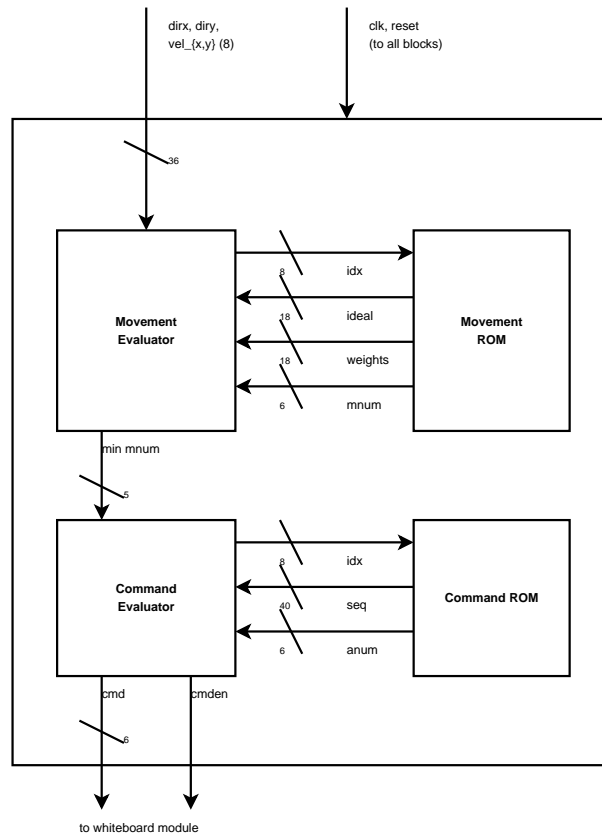 dirx, diry,
vel_{x,y} (8)
clk, reset
(to all blocks)
36
Movement
Evaluator
8
idx
18
ideal
18
weights
6
mnum
Movement
ROM
min mnum
5
Command
Evaluator
8
idx
40
seq
6
anum
Command ROM
cmd
cmden
6
to whiteboard module